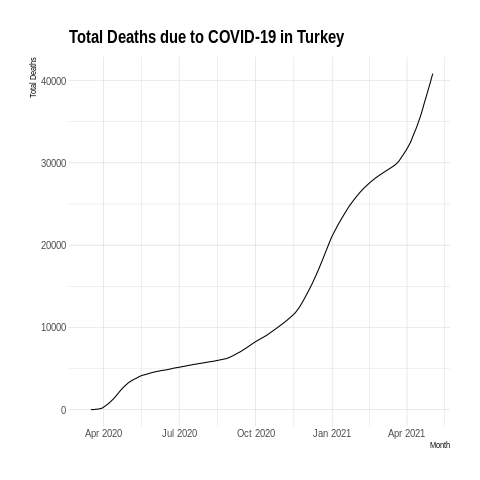 Total Deaths due to COVID-19 in Turkey
Total Deaths
40000
30000
20000
10000
0
Apr 2020 Jul 2020 Oct 2020 Jan 2021 Apr 2021
Month